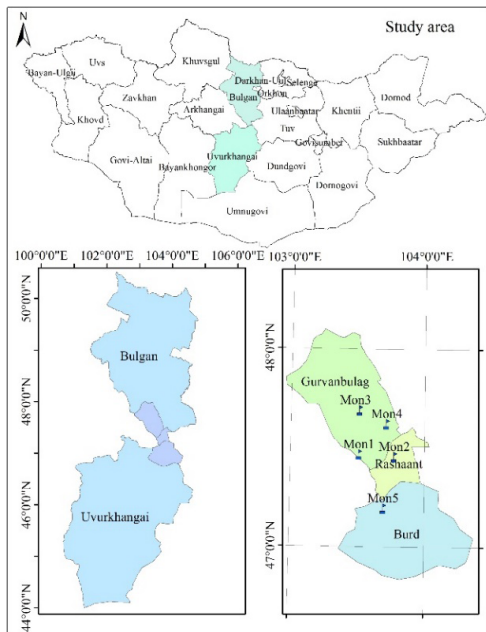 N
Study area
Khuvsgul
Uvs
Bayan-Ulgii
Darkhan-Uul
Selenge
Zavkhan
Orkhon
Bulgan
Domod
Arkhangai
Khovd
Ulaanbaatar
Khentii
Tuv
Govisumber
Sukhbaatar
Govi-Altai
Uvurkhangai
Bayankhongor
Dundgovi
Dornogovi
Umnugovi
100°0'0"E 102°0'0"E 104°0'0"E 106°0'0"E
50°0'0"N
48°0'0"N
46°0'0"N
44°0'0"N
Bulgan
Uvurkhangai
103°0'0"E 104°0'0"E
48°0'0"N
47°0'0"N
Gurvanbulag
Mon3
Mon4
Mon1
Mon2
Rashaant
Mon5
Burd